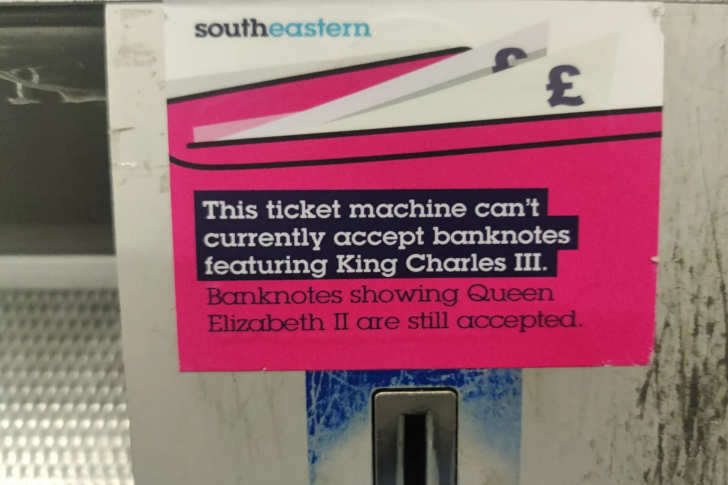 southeastern
£ £
This ticket machine can't
currently accept banknotes
featuring King Charles III.
Banknotes showing Queen
Elizabeth II are still accepted.